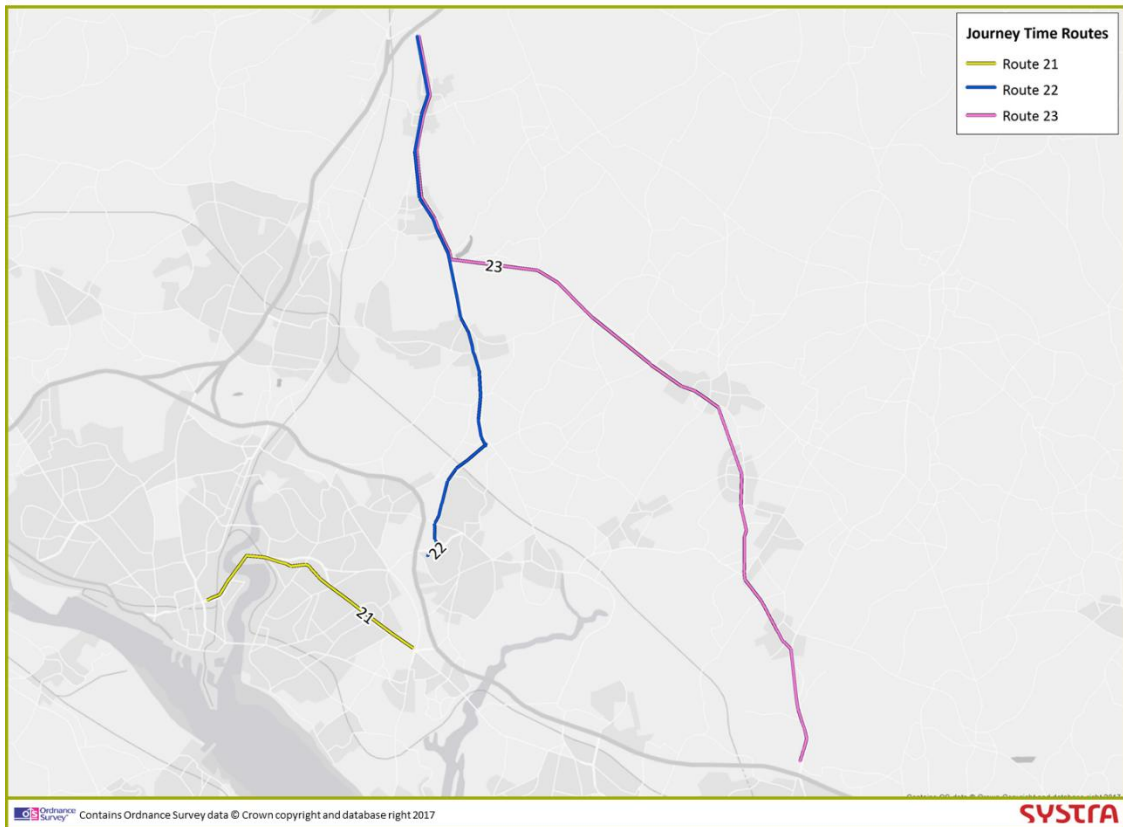 Journey Time Routes
Route 21
Route 22
Route 23
23
22
21
OS Ordnance Survey® Contains Ordnance Survey data © Crown copyright and database right 2017
SYSTRA